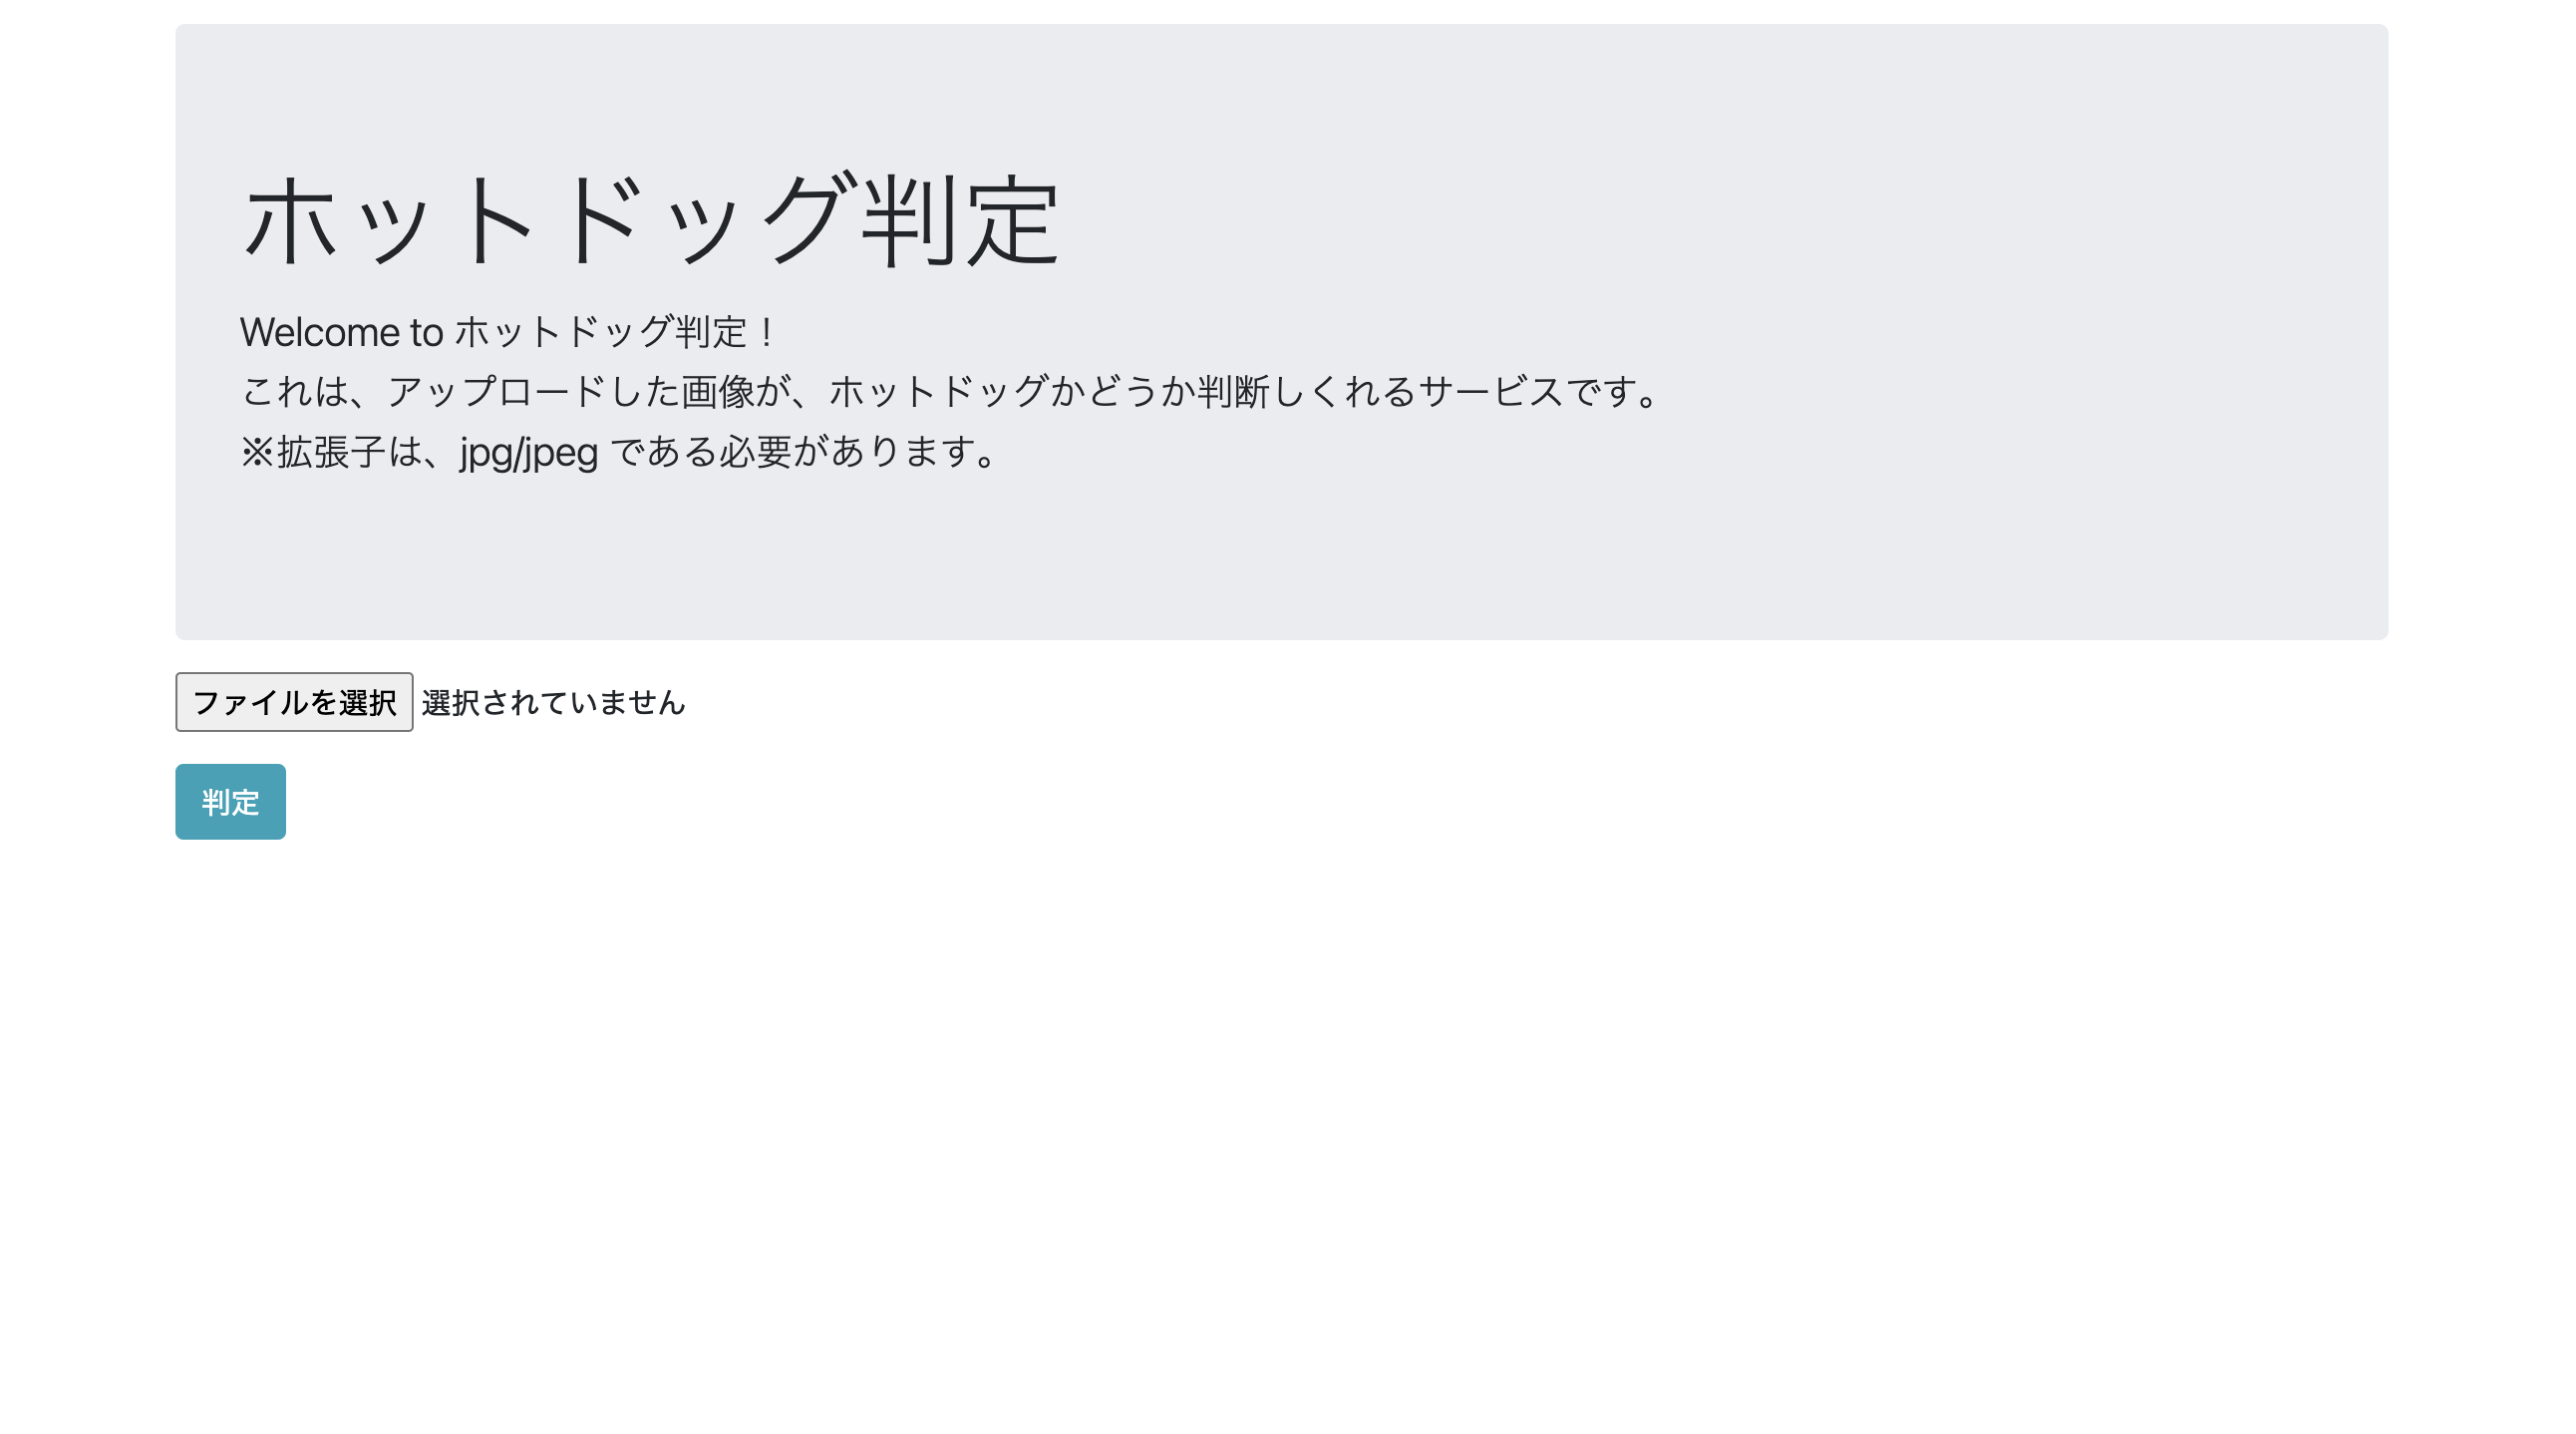 ホットドッグ判定
Welcome to ホットドッグ判定！
これは、アップロードした画像が、ホットドッグかどうか判断しくれるサービスです。
※拡張子は、jpg/jpeg である必要があります。
ファイルを選択 選択されていません
判定